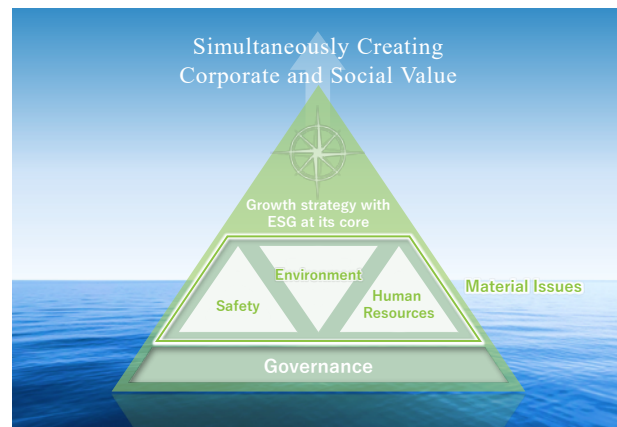 Simultaneously Creating
Corporate and Social Value
Growth strategy with
ESG at its core
Environment
Safety
Human
Resources
Material Issues
Governance